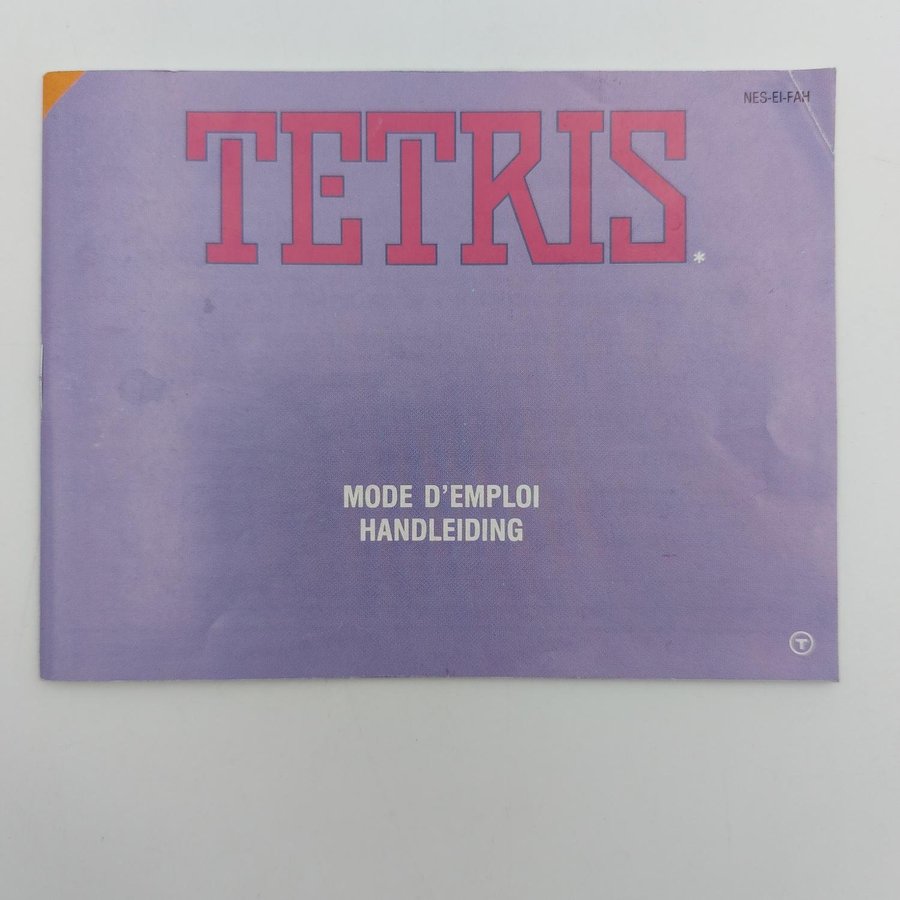 NES-EI-FAH
TETRIS*
MODE D'EMPLOI
HANDLEIDING
T